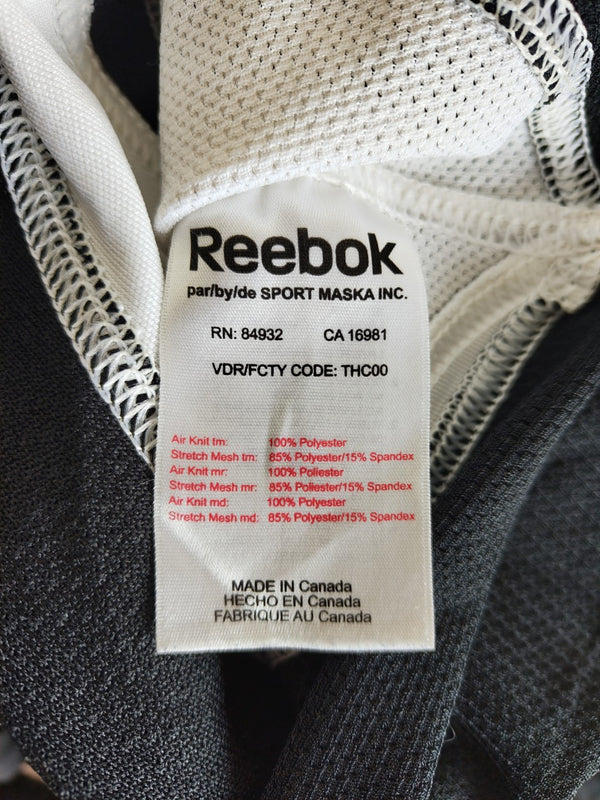 Reebok
par/by/de SPORT MASKA INC.
RN: 84932 CA 16981
VDR/FCTY CODE: THC00
Air Knit tm: 100% Polyester
Stretch Mesh tm: 85% Polyester/15% Spandex
Air Knit mr: 100% Poliester
Stretch Mesh mr: 85% Poliester/15% Spandex
Air Knit md: 100% Polyester
Stretch Mesh md: 85% Polyester/15% Spandex
MADE IN Canada
HECHO EN Canada
FABRIQUE AU Canada